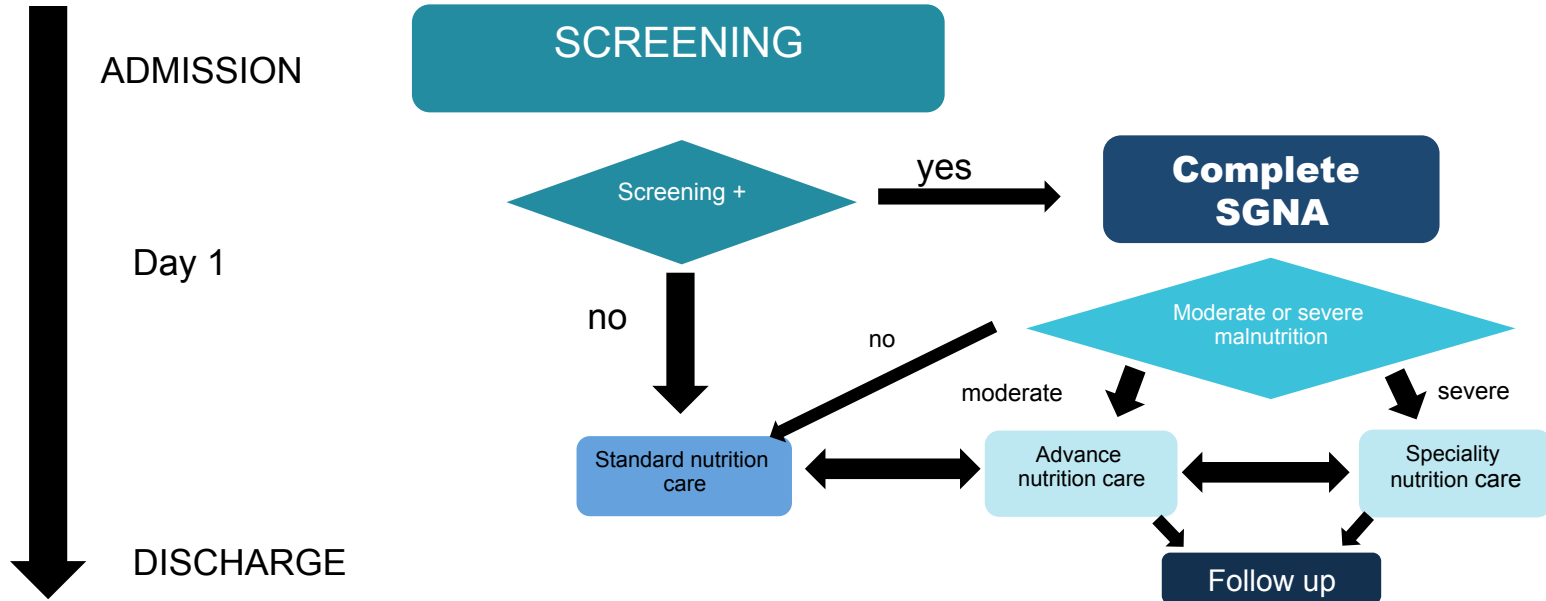 SCREENING
ADMISSION
Screening +
yes
Complete
SGNA
Day 1
no
Moderate or severe
malnutrition
no
moderate
severe
Standard nutrition
care
Advance
nutrition care
Speciality
nutrition care
DISCHARGE
Follow up